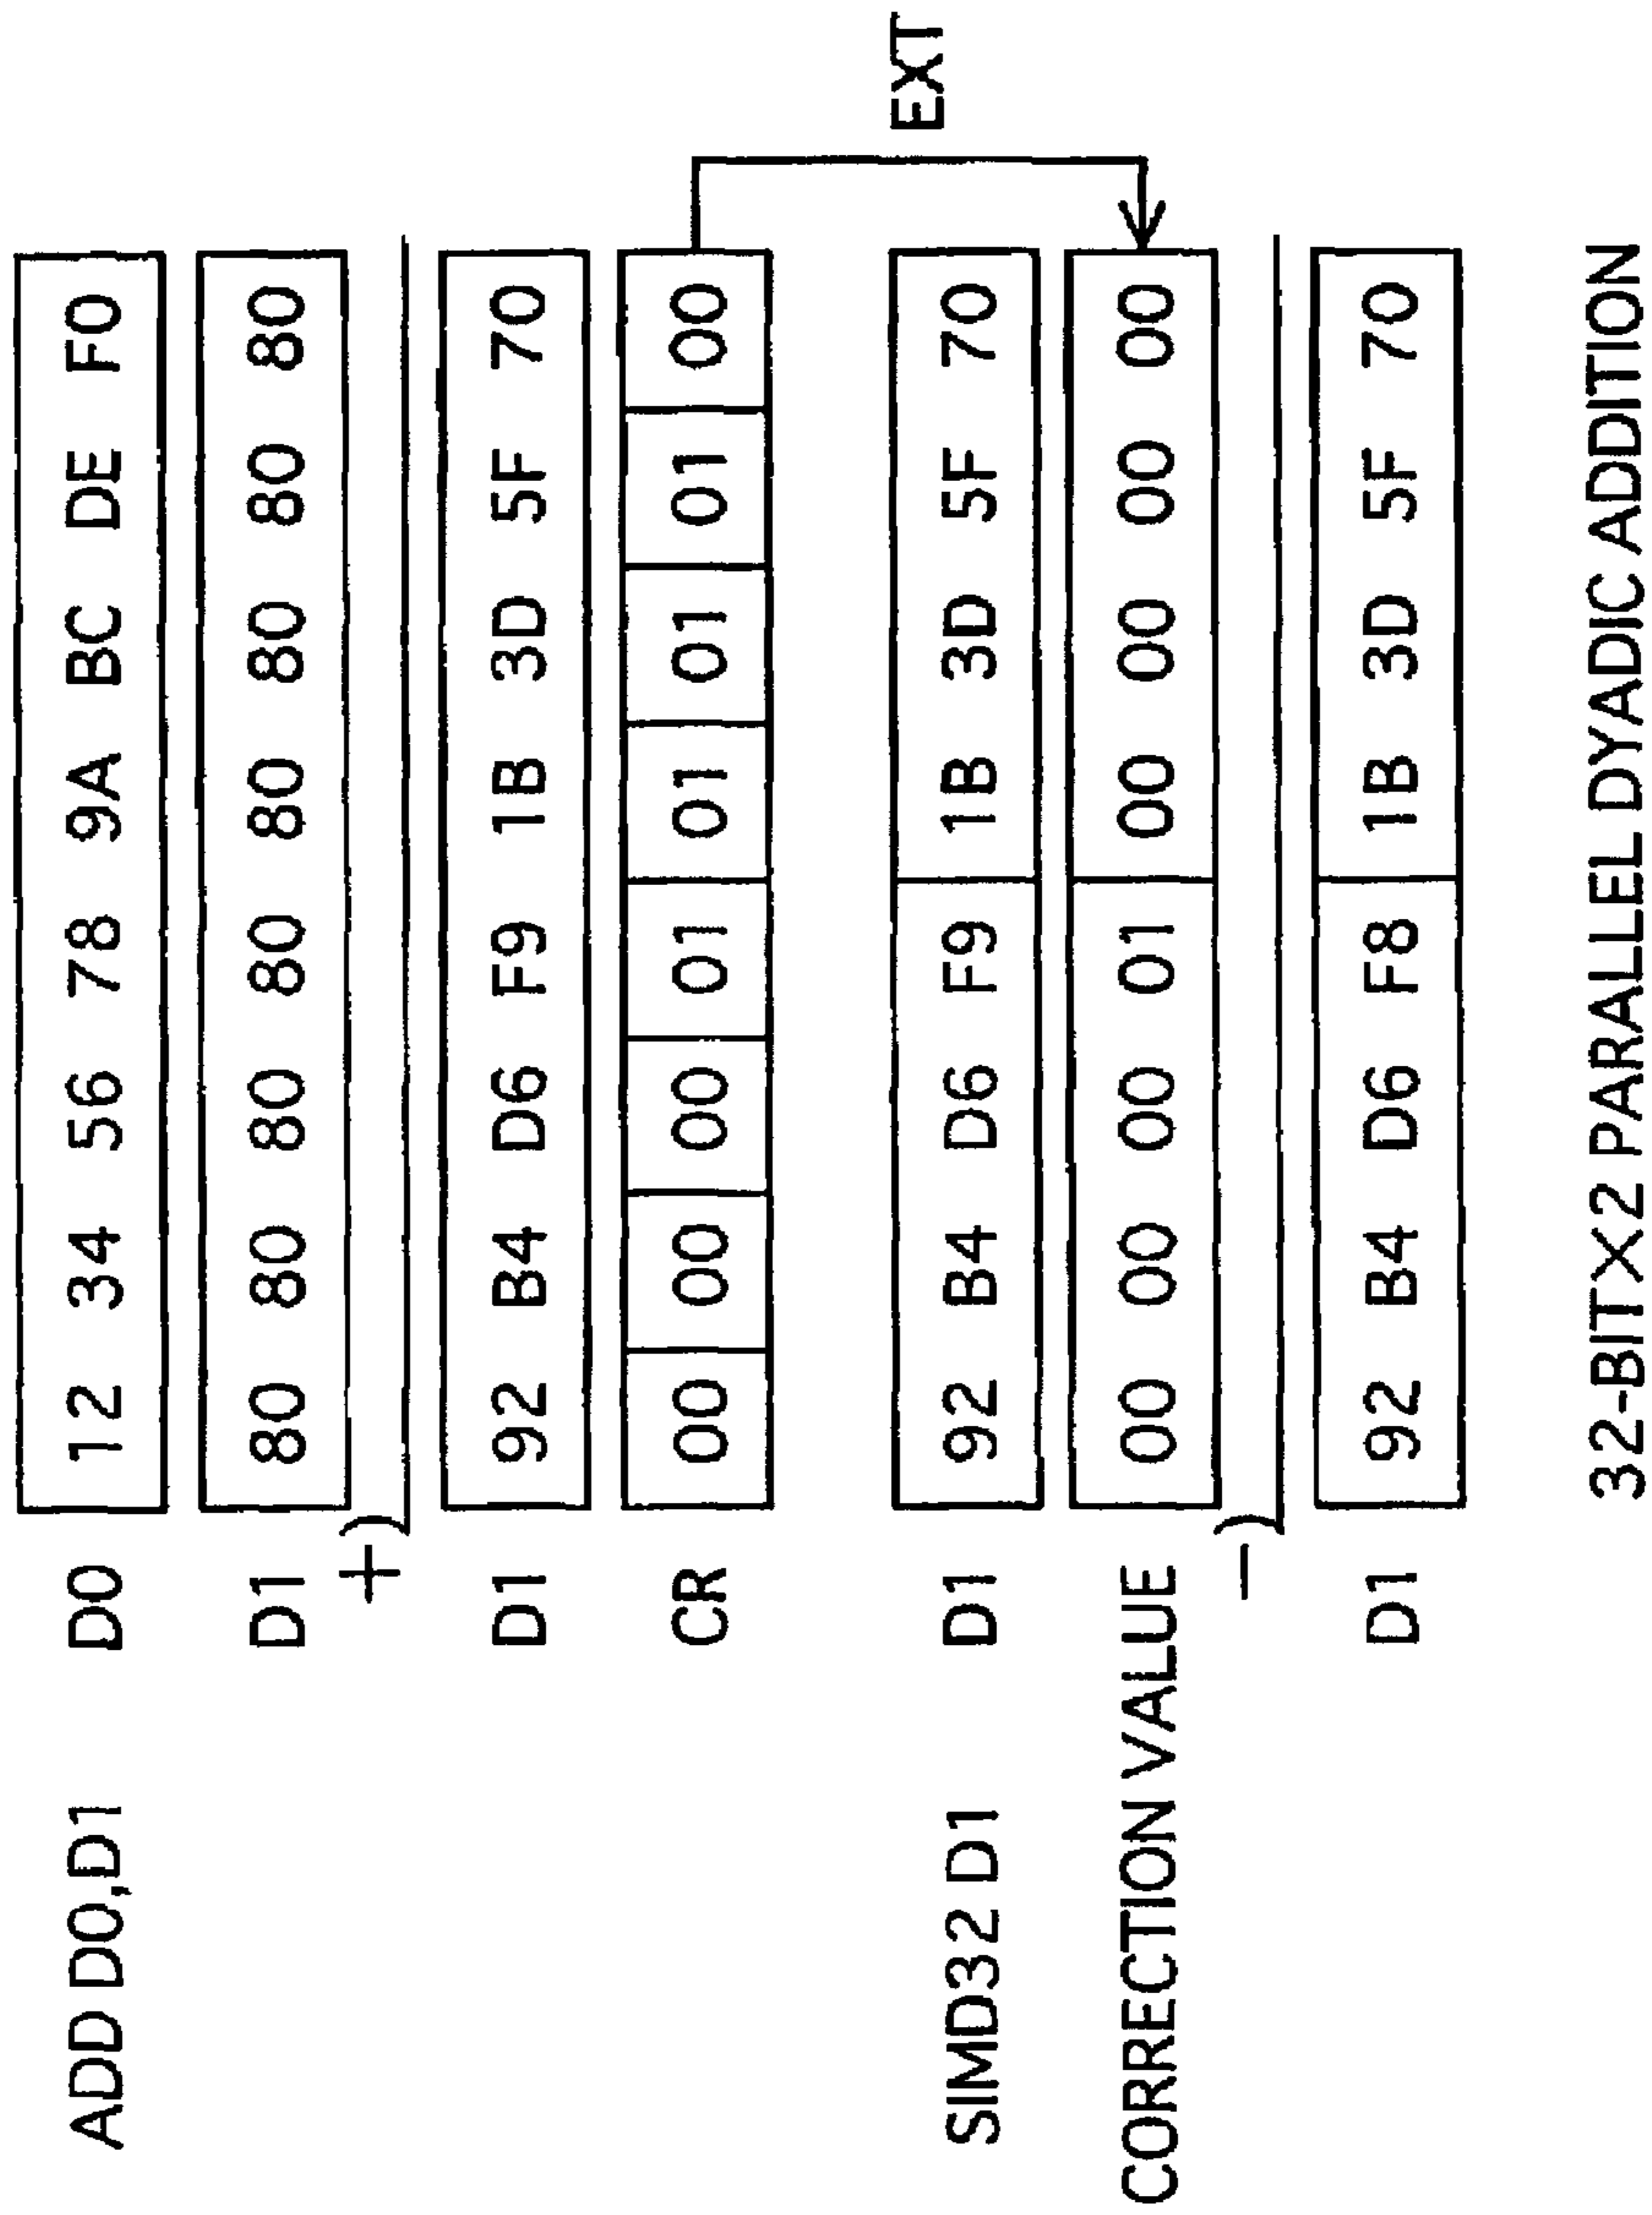 ADD D0,D1 D0 12 34 56 78 9A BC DE F0
D1 80 80 80 80 80 80 80 80
+)
D1 92 B4 D6 F9 1B 3D 5F 70
CR 00 00 00 01 01 01 01 00
EXT
SIMD32 D1 D1 92 B4 D6 F9 1B 3D 5F 70
CORRECTION VALUE 00 00 00 01 00 00 00 00
−)
D1 92 B4 D6 F8 1B 3D 5F 70
32-BIT×2 PARALLEL DYADIC ADDITION